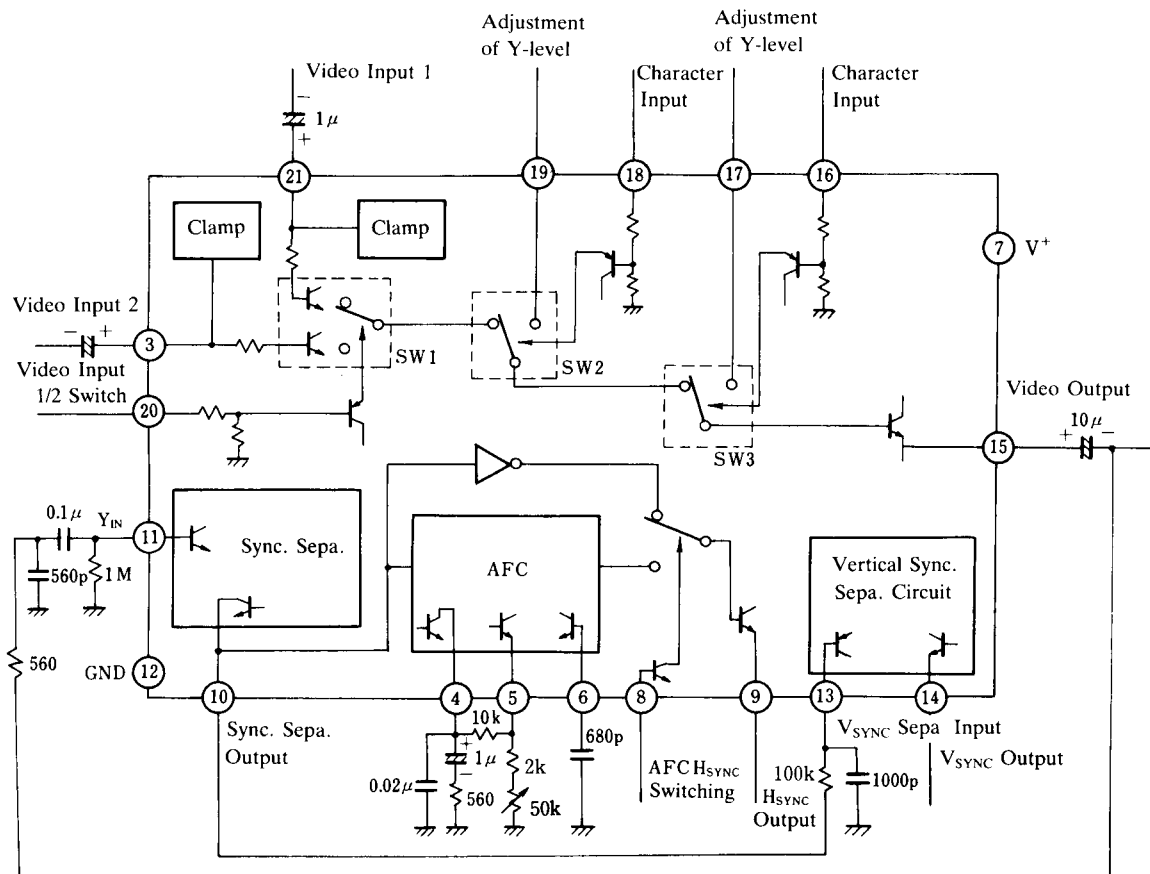 Adjustment
of Y-level
Adjustment
of Y-level
Video Input 1
Character
Input
Character
Input
−
1μ
+
21
19
18
17
16
Clamp
Clamp
7 V+
Video Input 2
− +
3
SW1
SW2
Video Input
1/2 Switch
20
SW3
Video Output
10μ
+ −
15
0.1μ
YIN
11
Sync. Sepa.
AFC
Vertical Sync.
Sepa. Circuit
560p
1M
560
GND 12
10
4
5
6
8
9
13
14
Sync. Sepa.
Output
10k
+
1μ
−
0.02μ
560
2k
50k
680p
AFC HSYNC
Switching
HSYNC
Output
VSYNC Sepa Input
VSYNC Output
100k
1000p